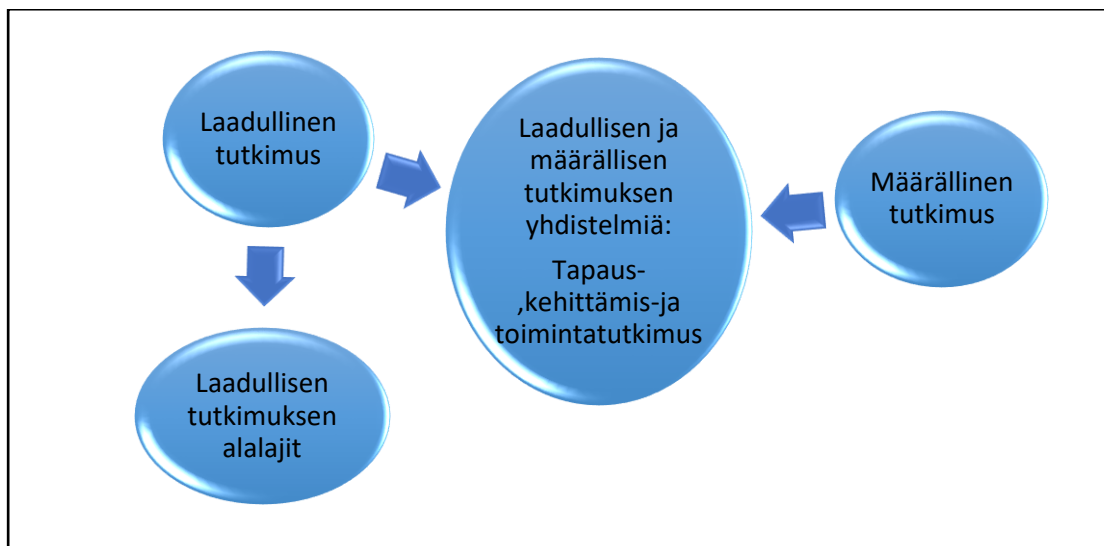 Laadullinen
tutkimus
Laadullisen ja
määrällisen
tutkimuksen
yhdistelmiä:
Tapaus-
,kehittämis-ja
toimintatutkimus
Määrällinen
tutkimus
Laadullisen
tutkimuksen
alalajit